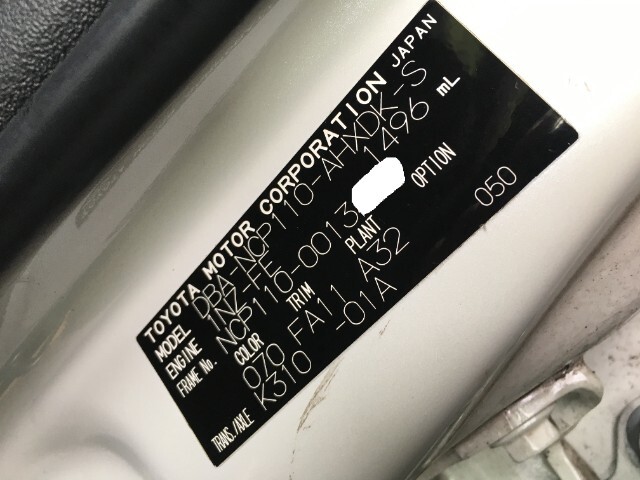 TOYOTA MOTOR CORPORATION JAPAN
MODEL DBA-NCP110-AHXDK-S
ENGINE 1NZ-FE 1496 mL
FRAME No. NCP110-0013
COLOR TRIM PLANT OPTION
070 FA11 A32 050
TRANS./AXLE K310 -01A